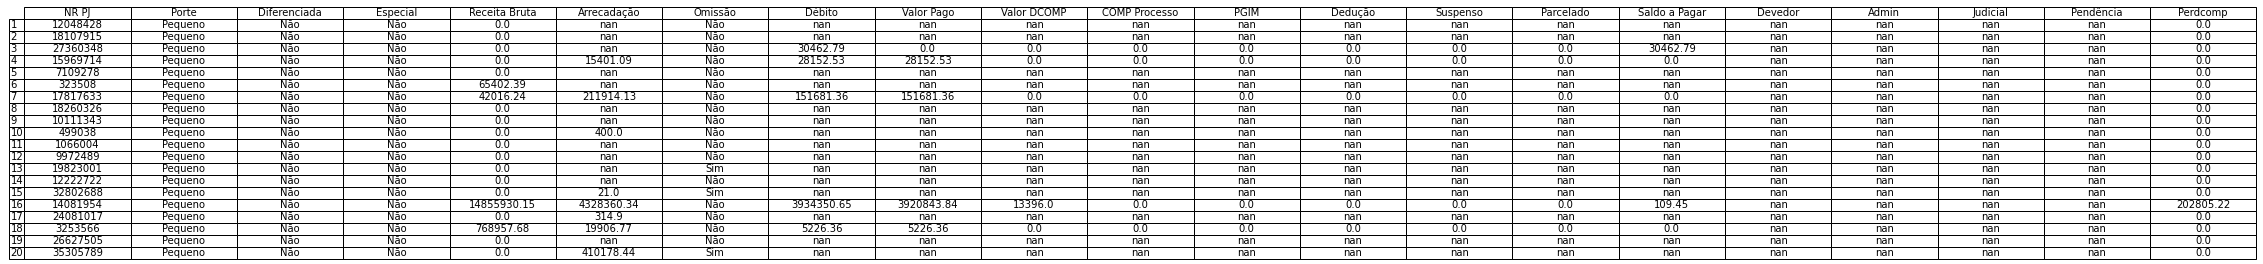 NR PJ Porte Diferenciada Especial Receita Bruta Arrecadação Omissão Débito Valor Pago Valor DCOMP COMP Processo PGIM Dedução Suspenso Parcelado Saldo a Pagar Devedor Admin Judicial Pendência Perdcomp
1 12048428 Pequeno Não Não 0.0 nan Não nan nan nan nan nan nan nan nan nan nan nan nan nan 0.0
2 18107915 Pequeno Não Não 0.0 nan Não nan nan nan nan nan nan nan nan nan nan nan nan nan 0.0
3 27360348 Pequeno Não Não 0.0 nan Não 30462.79 0.0 0.0 0.0 0.0 0.0 0.0 0.0 30462.79 nan nan nan nan 0.0
4 15969714 Pequeno Não Não 0.0 15401.09 Não 28152.53 28152.53 0.0 0.0 0.0 0.0 0.0 0.0 0.0 nan nan nan nan 0.0
5 7109278 Pequeno Não Não 0.0 nan Não nan nan nan nan nan nan nan nan nan nan nan nan nan 0.0
6 323508 Pequeno Não Não 65402.39 nan Não nan nan nan nan nan nan nan nan nan nan nan nan nan 0.0
7 17817633 Pequeno Não Não 42016.24 211914.13 Não 151681.36 151681.36 0.0 0.0 0.0 0.0 0.0 0.0 0.0 nan nan nan nan 0.0
8 18260326 Pequeno Não Não 0.0 nan Não nan nan nan nan nan nan nan nan nan nan nan nan nan 0.0
9 10111343 Pequeno Não Não 0.0 nan Não nan nan nan nan nan nan nan nan nan nan nan nan nan 0.0
10 499038 Pequeno Não Não 0.0 400.0 Não nan nan nan nan nan nan nan nan nan nan nan nan nan 0.0
11 1066004 Pequeno Não Não 0.0 nan Não nan nan nan nan nan nan nan nan nan nan nan nan nan 0.0
12 9972489 Pequeno Não Não 0.0 nan Não nan nan nan nan nan nan nan nan nan nan nan nan nan 0.0
13 19823001 Pequeno Não Não 0.0 nan Sim nan nan nan nan nan nan nan nan nan nan nan nan nan 0.0
14 12222722 Pequeno Não Não 0.0 nan Não nan nan nan nan nan nan nan nan nan nan nan nan nan 0.0
15 32802688 Pequeno Não Não 0.0 21.0 Sim nan nan nan nan nan nan nan nan nan nan nan nan nan 0.0
16 14081954 Pequeno Não Não 14855930.15 4328360.34 Não 3934350.65 3920843.84 13396.0 0.0 0.0 0.0 0.0 0.0 109.45 nan nan nan nan 202805.22
17 24081017 Pequeno Não Não 0.0 314.9 Não nan nan nan nan nan nan nan nan nan nan nan nan nan 0.0
18 3253566 Pequeno Não Não 768957.68 19906.77 Não 5226.36 5226.36 0.0 0.0 0.0 0.0 0.0 0.0 0.0 nan nan nan nan 0.0
19 26627505 Pequeno Não Não 0.0 nan Não nan nan nan nan nan nan nan nan nan nan nan nan nan 0.0
20 35305789 Pequeno Não Não 0.0 410178.44 Sim nan nan nan nan nan nan nan nan nan nan nan nan nan 0.0